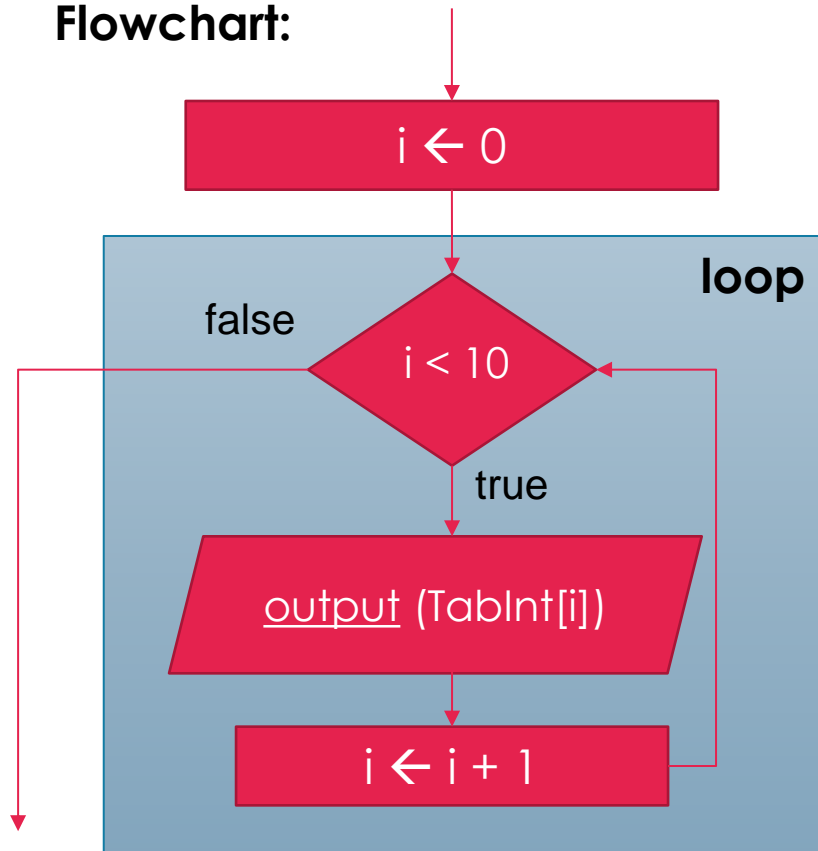 Flowchart:
i ← 0
loop
false
i < 10
true
output (TabInt[i])
i ← i + 1